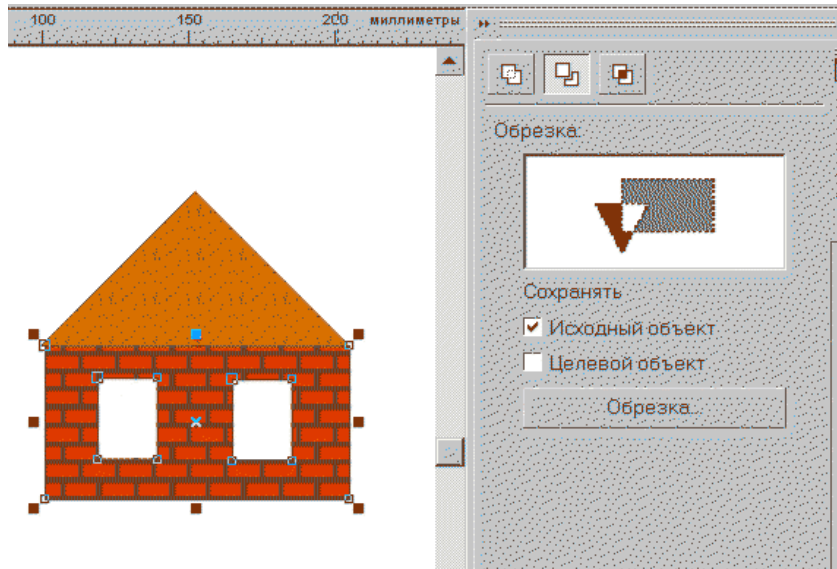 100 150 200 миллиметры
Обрезка:
Сохранять
Исходный объект
Целевой объект
Обрезка...